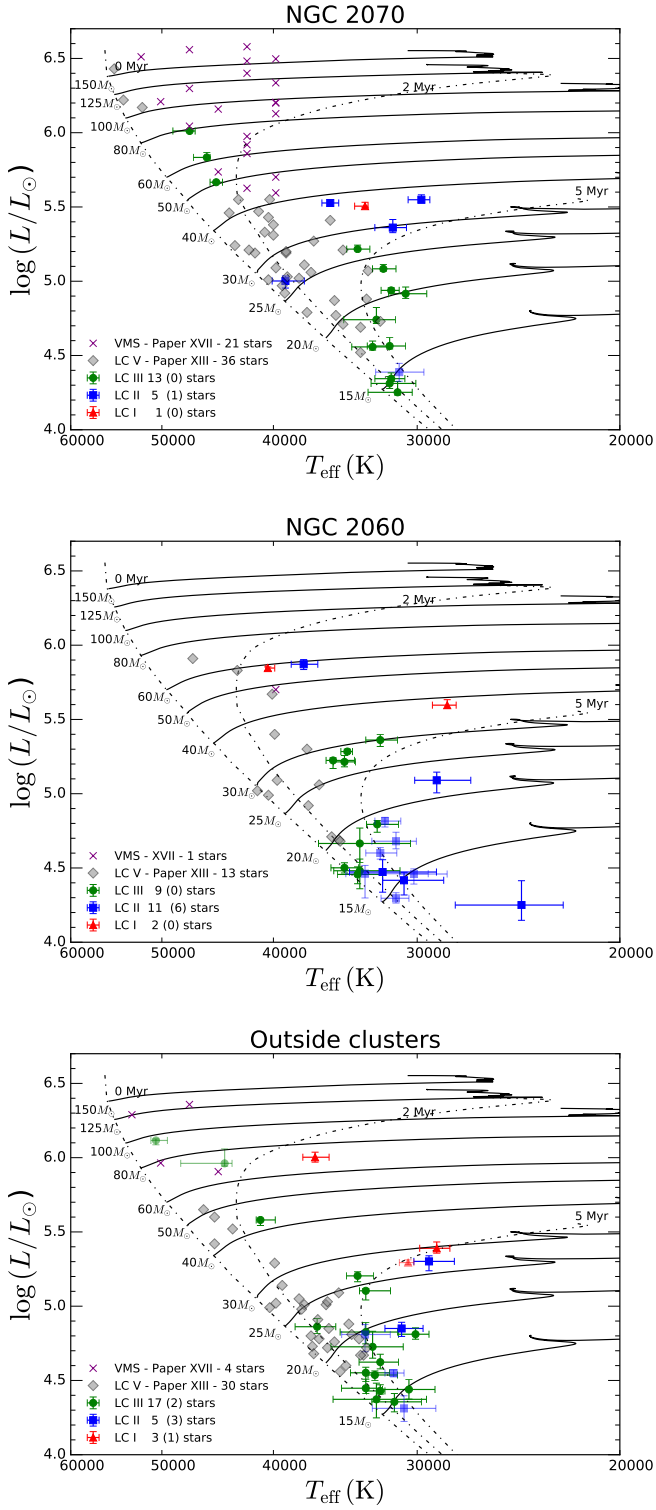 NGC 2070
log (L/L⊙)
6.5
6.0
5.5
5.0
4.5
4.0
0 Myr
2 Myr
5 Myr
150M⊙
125M⊙
100M⊙
80M⊙
60M⊙
50M⊙
40M⊙
30M⊙
25M⊙
20M⊙
15M⊙
VMS - Paper XVII - 21 stars
LC V - Paper XIII - 36 stars
LC III 13 (0) stars
LC II 5 (1) stars
LC I 1 (0) stars
60000 50000 40000 30000 20000
Teff (K)
NGC 2060
log (L/L⊙)
6.5
6.0
5.5
5.0
4.5
4.0
0 Myr
2 Myr
5 Myr
150M⊙
125M⊙
100M⊙
80M⊙
60M⊙
50M⊙
40M⊙
30M⊙
25M⊙
20M⊙
15M⊙
VMS - XVII - 1 stars
LC V - Paper XIII - 13 stars
LC III 9 (0) stars
LC II 11 (6) stars
LC I 2 (0) stars
60000 50000 40000 30000 20000
Teff (K)
Outside clusters
log (L/L⊙)
6.5
6.0
5.5
5.0
4.5
4.0
0 Myr
2 Myr
5 Myr
150M⊙
125M⊙
100M⊙
80M⊙
60M⊙
50M⊙
40M⊙
30M⊙
25M⊙
20M⊙
15M⊙
VMS - Paper XVII - 4 stars
LC V - Paper XIII - 30 stars
LC III 17 (2) stars
LC II 5 (3) stars
LC I 3 (1) stars
60000 50000 40000 30000 20000
Teff (K)